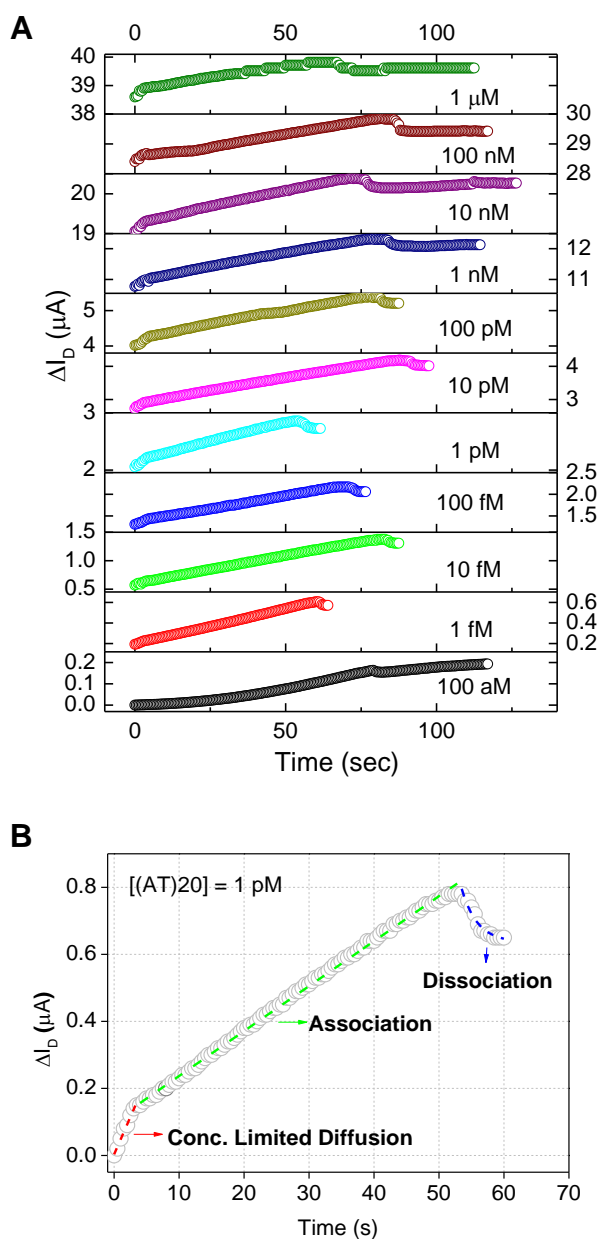 A
0 50 100
40
39
38
1 μM
30
29
28
100 nM
20
19
10 nM
12
11
1 nM
5
4
100 pM
4
3
3
10 pM
2
1 pM
2.5
2.0
1.5
100 fM
1.5
1.0
0.5
10 fM
0.6
0.4
0.2
1 fM
0.2
0.0
100 aM
ΔID (μA)
0 50 100
Time (sec)
B
[(AT)20] = 1 pM
0.8
0.6
0.4
0.2
0.0
ΔID (μA)
Dissociation
Association
Conc. Limited Diffusion
0 10 20 30 40 50 60 70
Time (s)